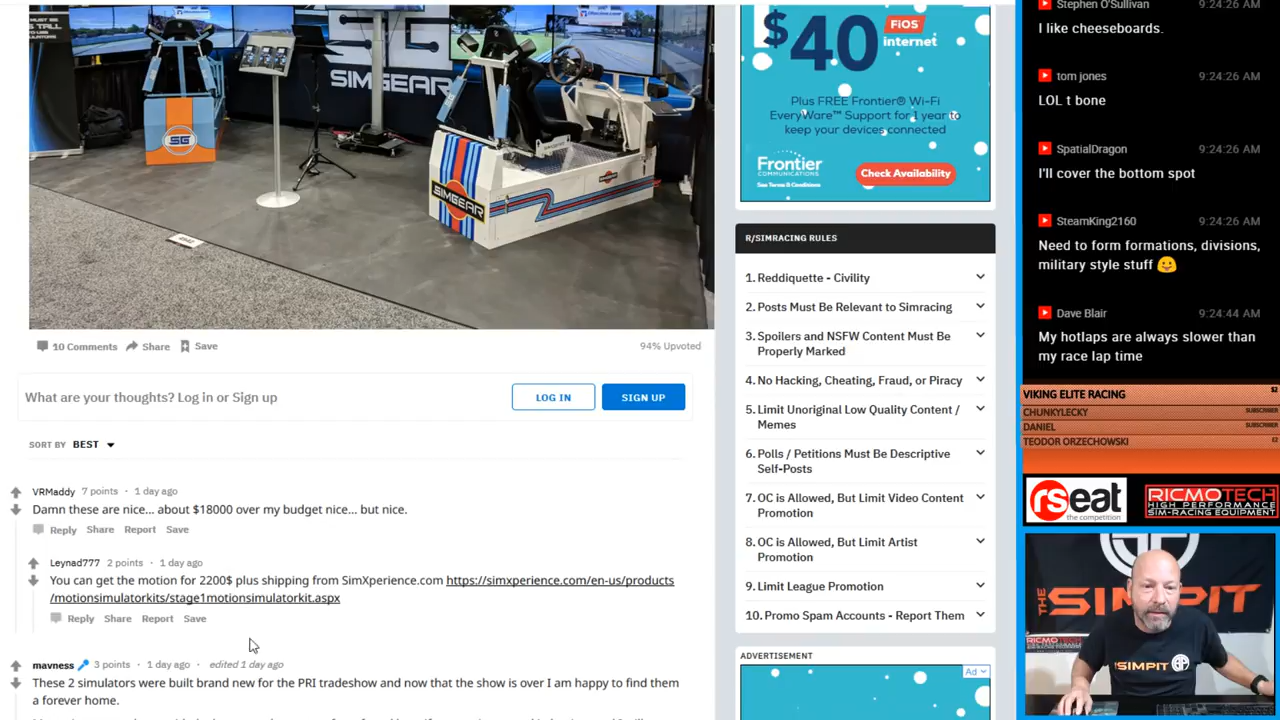 SIMGEAR
SG
SIMGEAR
10 Comments Share Save 94% Upvoted
What are your thoughts? Log in or Sign up LOG IN SIGN UP
SORT BY BEST
VRMaddy 7 points · 1 day ago
Damn these are nice... about $18000 over my budget nice... but nice.
Reply Share Report Save
Leynad777 2 points · 1 day ago
You can get the motion for 2200$ plus shipping from SimXperience.com https://simxperience.com/en-us/products
/motionsimulatorkits/stage1motionsimulatorkit.aspx
Reply Share Report Save
mavness 3 points · 1 day ago · edited 1 day ago
These 2 simulators were built brand new for the PRI tradeshow and now that the show is over I am happy to find them
a forever home.
$40 FiOS
internet
Plus FREE Frontier® Wi-Fi
EveryWare™ Support for 1 year to
keep your devices connected
Frontier
COMMUNICATIONS
See Terms & Conditions
Check Availability
R/SIMRACING RULES
1. Reddiquette - Civility
2. Posts Must Be Relevant to Simracing
3. Spoilers and NSFW Content Must Be
Properly Marked
4. No Hacking, Cheating, Fraud, or Piracy
5. Limit Unoriginal Low Quality Content /
Memes
6. Polls / Petitions Must Be Descriptive
Self-Posts
7. OC is Allowed, But Limit Video Content
Promotion
8. OC is Allowed, But Limit Artist
Promotion
9. Limit League Promotion
10. Promo Spam Accounts - Report Them
ADVERTISEMENT
Ad
Stephen O'Sullivan 9:24:26 AM
I like cheeseboards.
tom jones 9:24:26 AM
LOL t bone
SpatialDragon 9:24:26 AM
I'll cover the bottom spot
SteamKing2160 9:24:26 AM
Need to form formations, divisions,
military style stuff
Dave Blair 9:24:44 AM
My hotlaps are always slower than
my race lap time
VIKING ELITE RACING $2
CHUNKYLECKY SUBSCRIBER
DANIEL SUBSCRIBER
TEODOR ORZECHOWSKI
rseat
the competition
RICMOTECH
HIGH PERFORMANCE
SIM-RACING EQUIPMENT
THE SIMPIT
SIMPIT